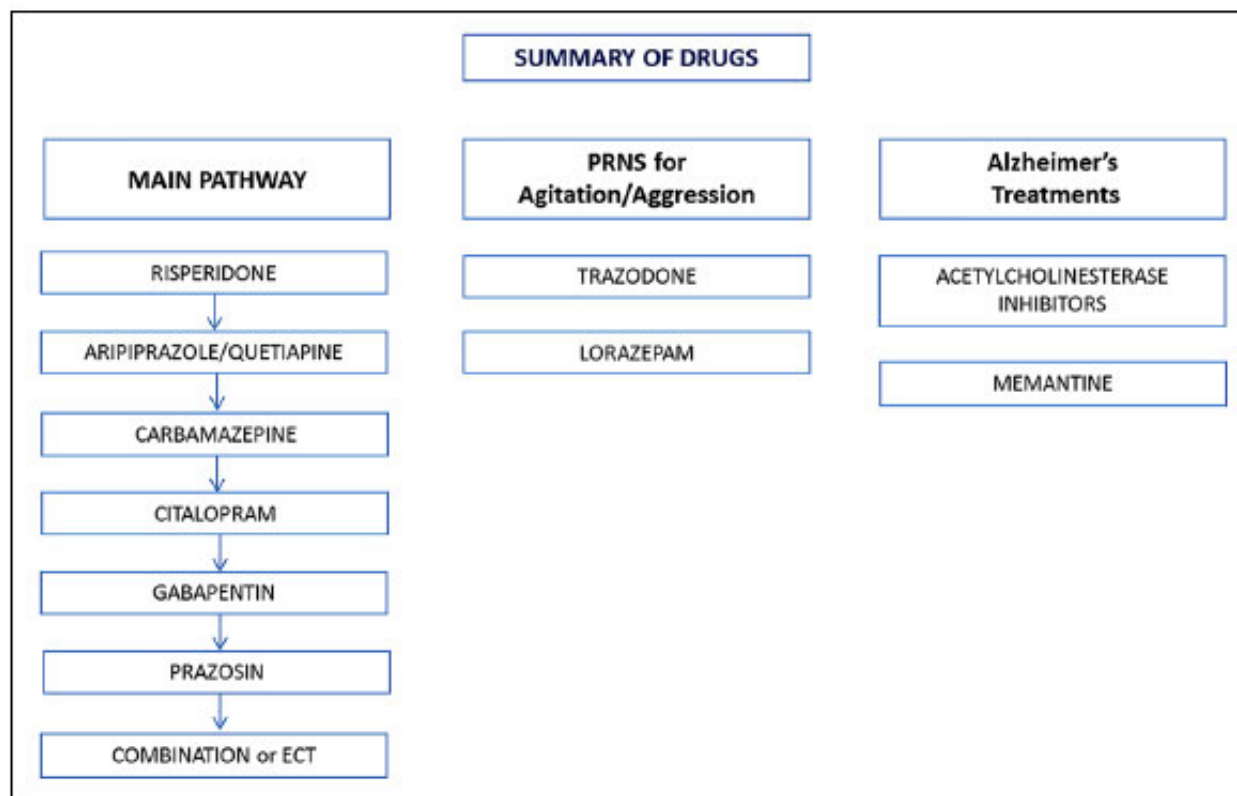 SUMMARY OF DRUGS
MAIN PATHWAY
RISPERIDONE
ARIPIPRAZOLE/QUETIAPINE
CARBAMAZEPINE
CITALOPRAM
GABAPENTIN
PRAZOSIN
COMBINATION or ECT
PRNS for
Agitation/Aggression
TRAZODONE
LORAZEPAM
Alzheimer's
Treatments
ACETYLCHOLINESTERASE
INHIBITORS
MEMANTINE